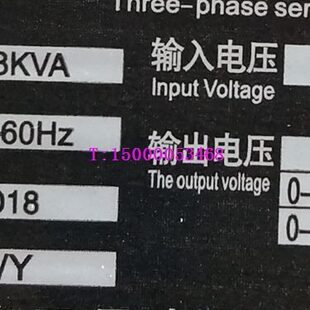 Three-phase
3KVA
输入电压
Input Voltage
60Hz
T:15000053468
输出电压
The output voltage
018
0-
0-
/Y